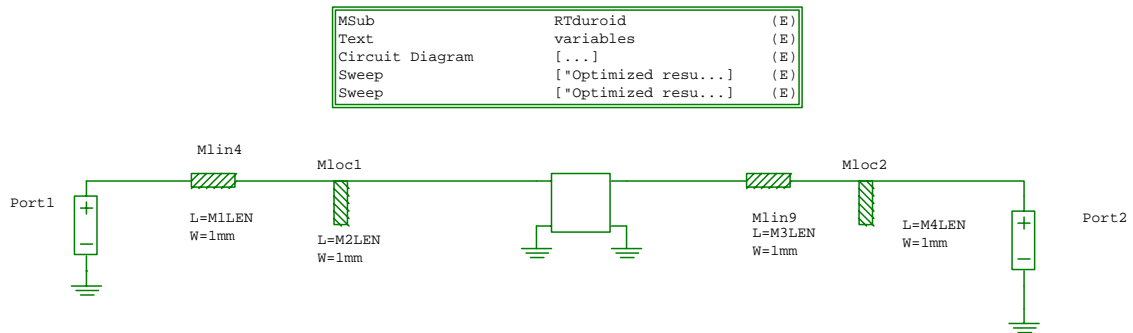 MSub RTduroid (E)
Text variables (E)
Circuit Diagram [...] (E)
Sweep ["Optimized resu...] (E)
Sweep ["Optimized resu...] (E)
Mlin4
Mloc1
Mloc2
Port1
+
−
L=M1LEN
W=1mm
L=M2LEN
W=1mm
Mlin9
L=M3LEN
W=1mm
L=M4LEN
W=1mm
+
−
Port2